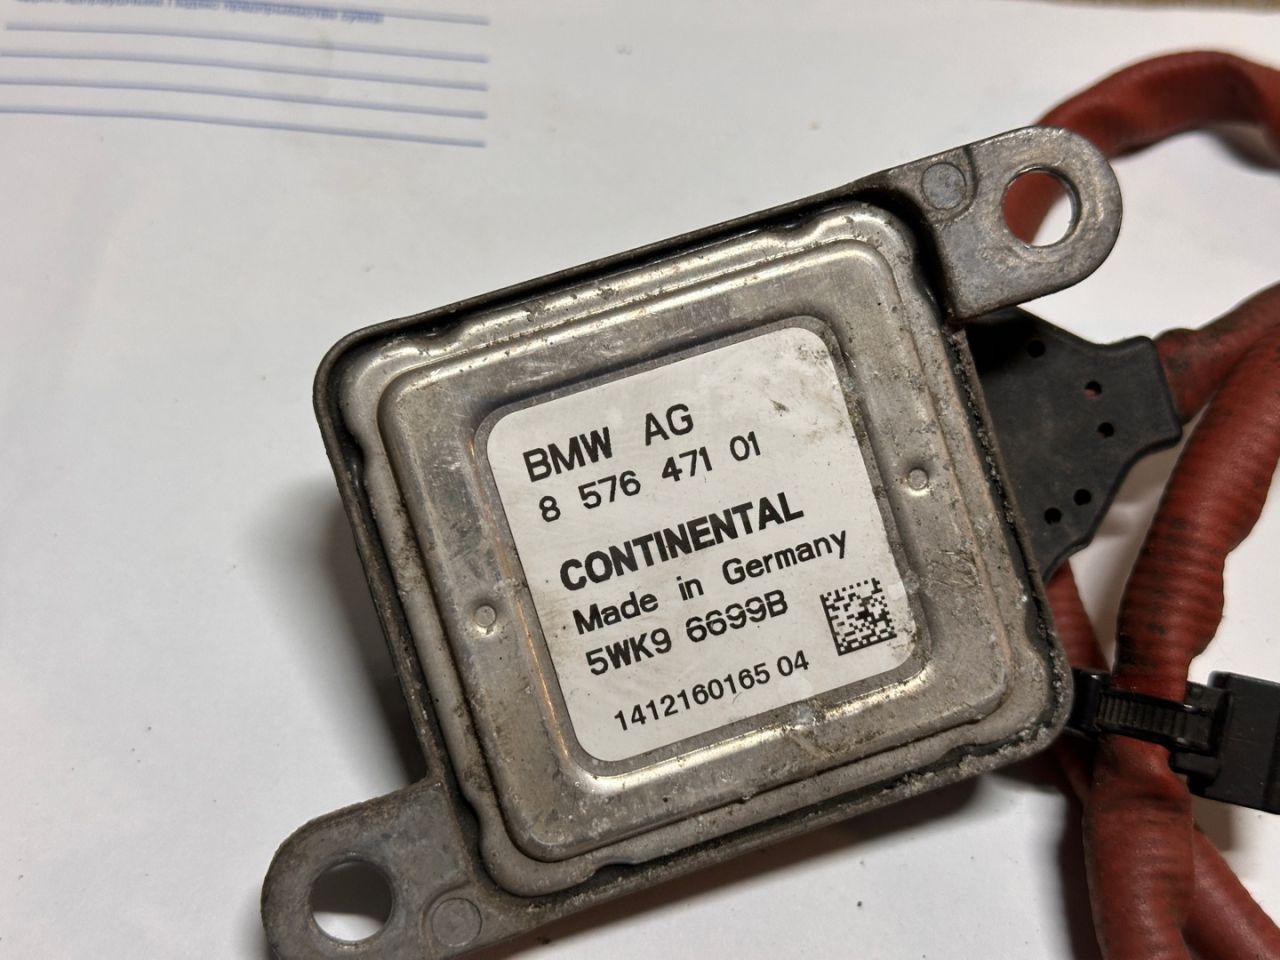 BMW AG
8 576 471 01
CONTINENTAL
Made in Germany
5WK9 6699B
1412160165 04